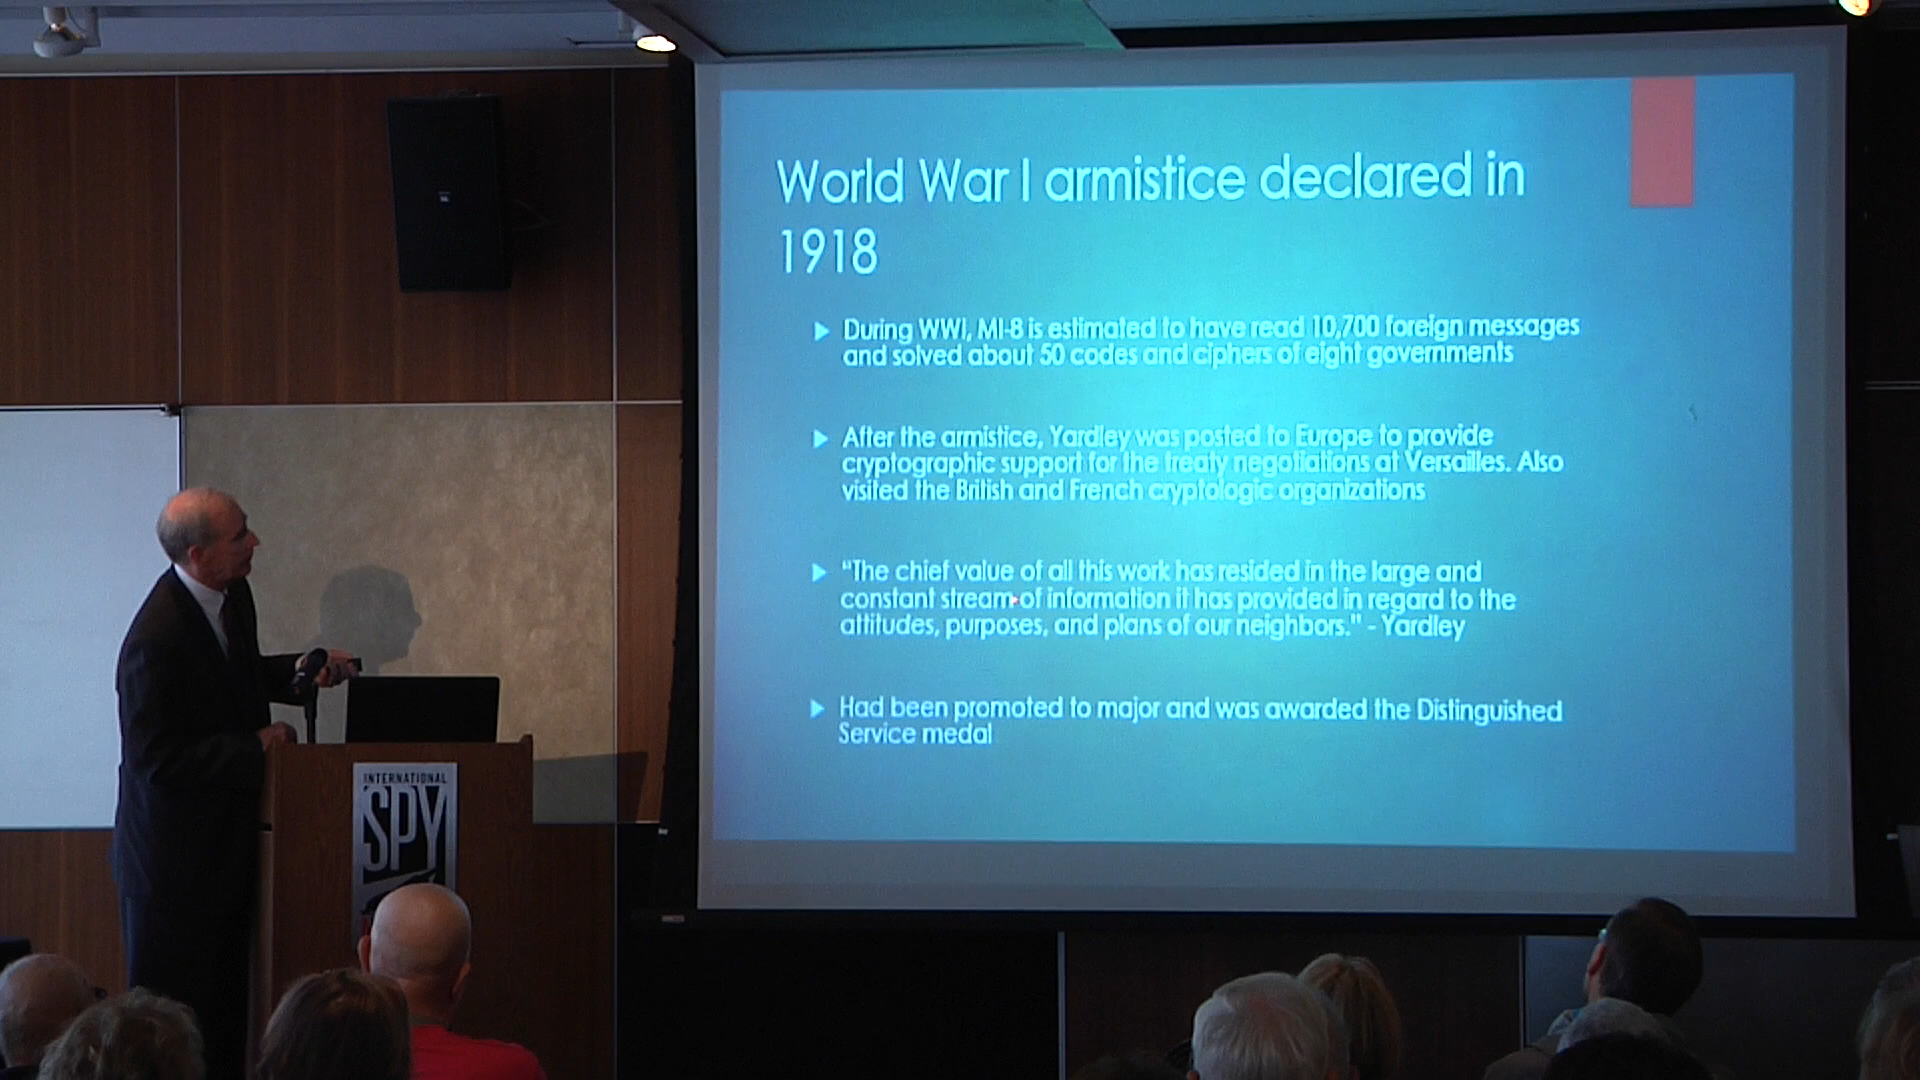 World War I armistice declared in
1918
During WWI, MI-8 is estimated to have read 10,700 foreign messages
and solved about 50 codes and ciphers of eight governments
After the armistice, Yardley was posted to Europe to provide
cryptographic support for the treaty negotiations at Versailles. Also
visited the British and French cryptologic organizations
"The chief value of all this work has resided in the large and
constant stream of information it has provided in regard to the
attitudes, purposes, and plans of our neighbors." - Yardley
Had been promoted to major and was awarded the Distinguished
Service medal
INTERNATIONAL
SPY